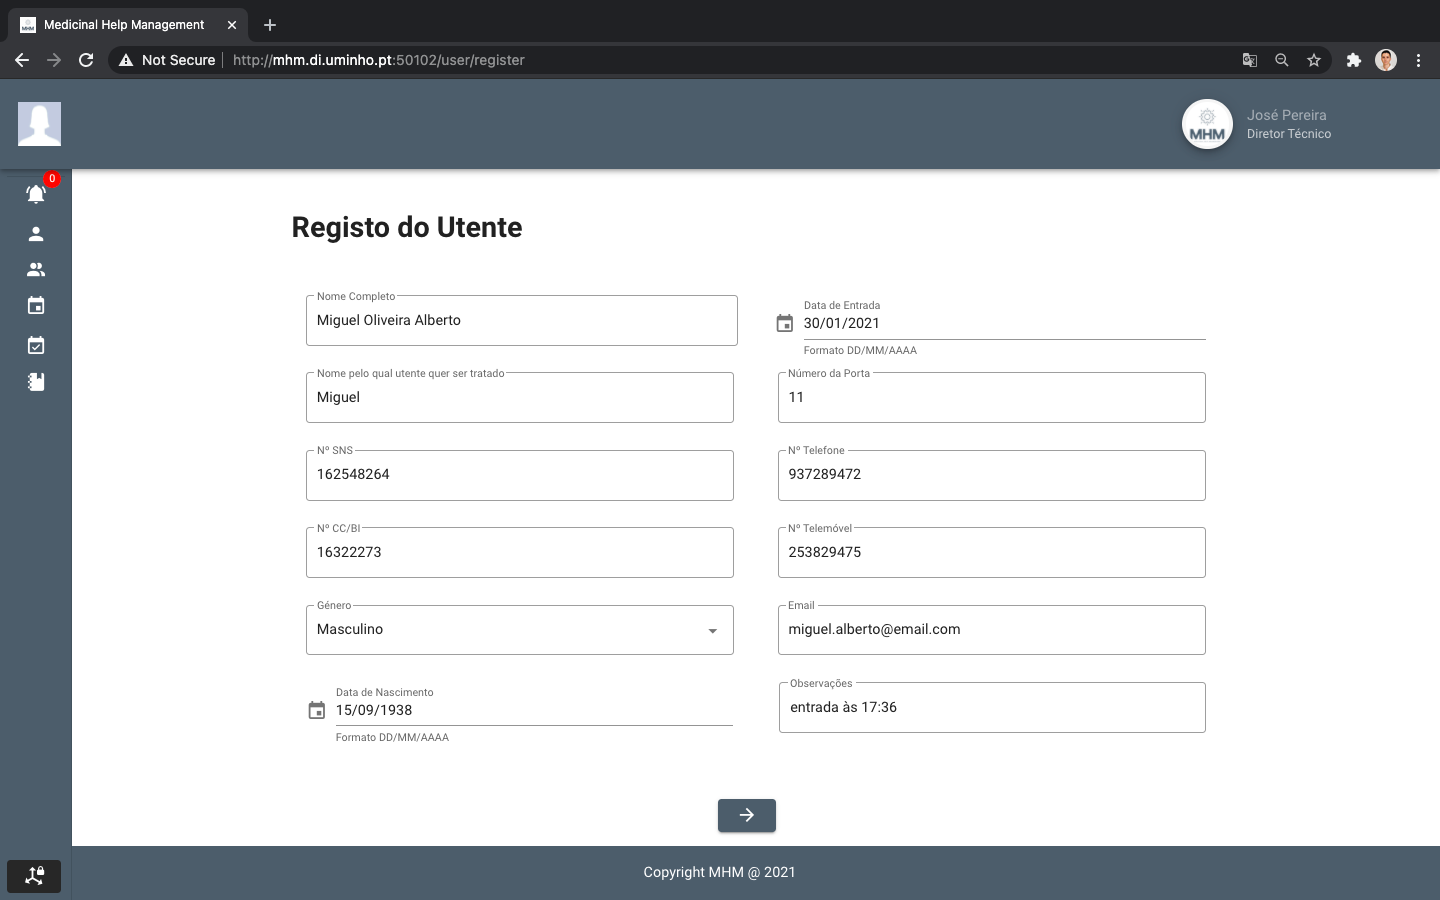 Medicinal Help Management
Not Secure
http://mhm.di.uminho.pt:50102/user/register
MHM
José Pereira
Diretor Técnico
0
Registo do Utente
Nome Completo
Miguel Oliveira Alberto
Data de Entrada
30/01/2021
Formato DD/MM/AAAA
Nome pelo qual utente quer ser tratado
Miguel
Número da Porta
11
Nº SNS
162548264
Nº Telefone
937289472
Nº CC/BI
16322273
Nº Telemóvel
253829475
Género
Masculino
Email
miguel.alberto@email.com
Data de Nascimento
15/09/1938
Formato DD/MM/AAAA
Observações
entrada às 17:36
Copyright MHM @ 2021